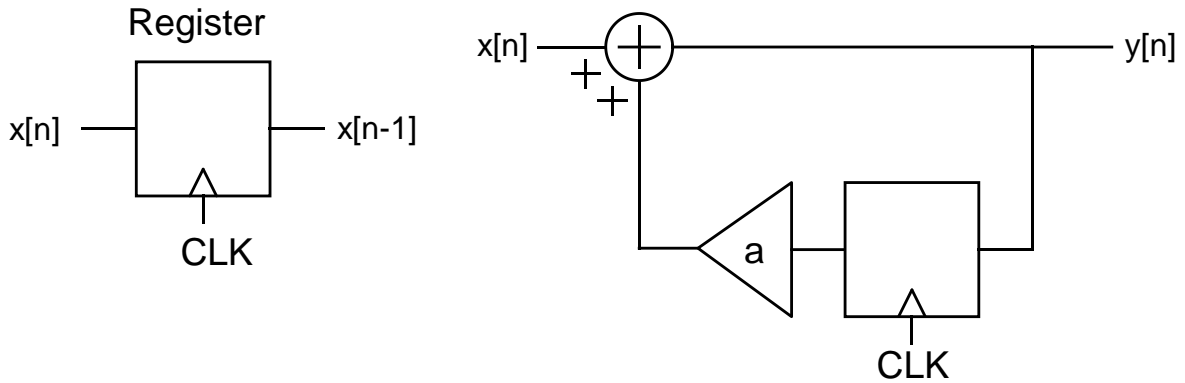 Register
x[n]
x[n-1]
CLK
x[n]
+
+
+
y[n]
a
CLK